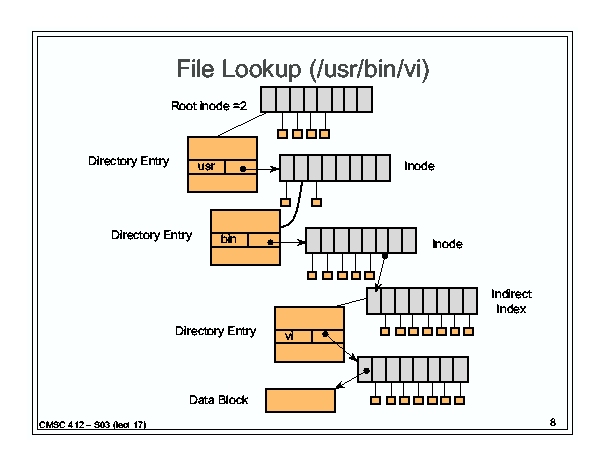 File Lookup (/usr/bin/vi)
Root inode =2
Directory Entry
usr
Inode
Directory Entry
bin
Inode
Indirect
Index
Directory Entry
vi
Data Block
CMSC 412 – S03 (lect 17)
8